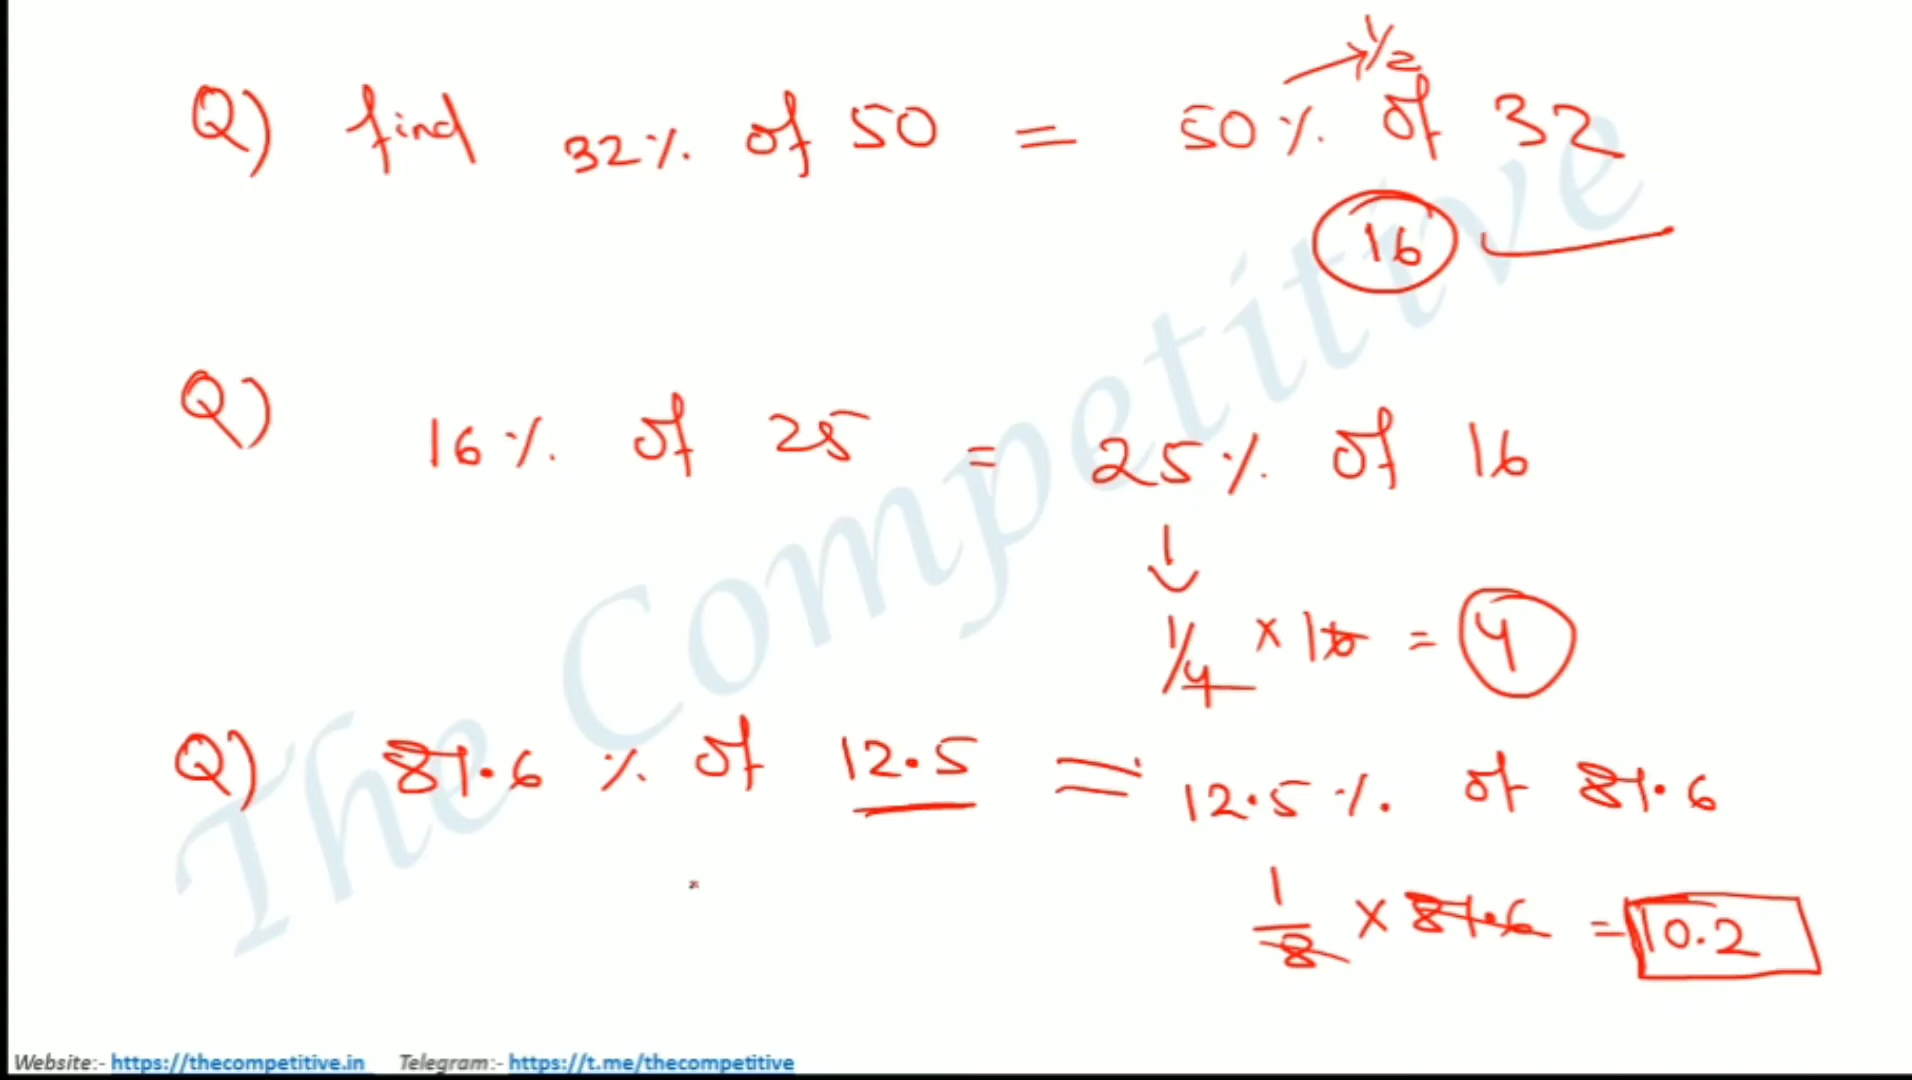 1/2
Q) find 32% of 50 = 50% of 32
16
Q) 16% of 25 = 25% of 16
1/4 × 16 = 4
Q) 81.6 % of 12.5 = 12.5%. of 81.6
1/8 × 81.6 = 10.2
The Competitive
Website:- https://thecompetitive.in Telegram:- https://t.me/thecompetitive